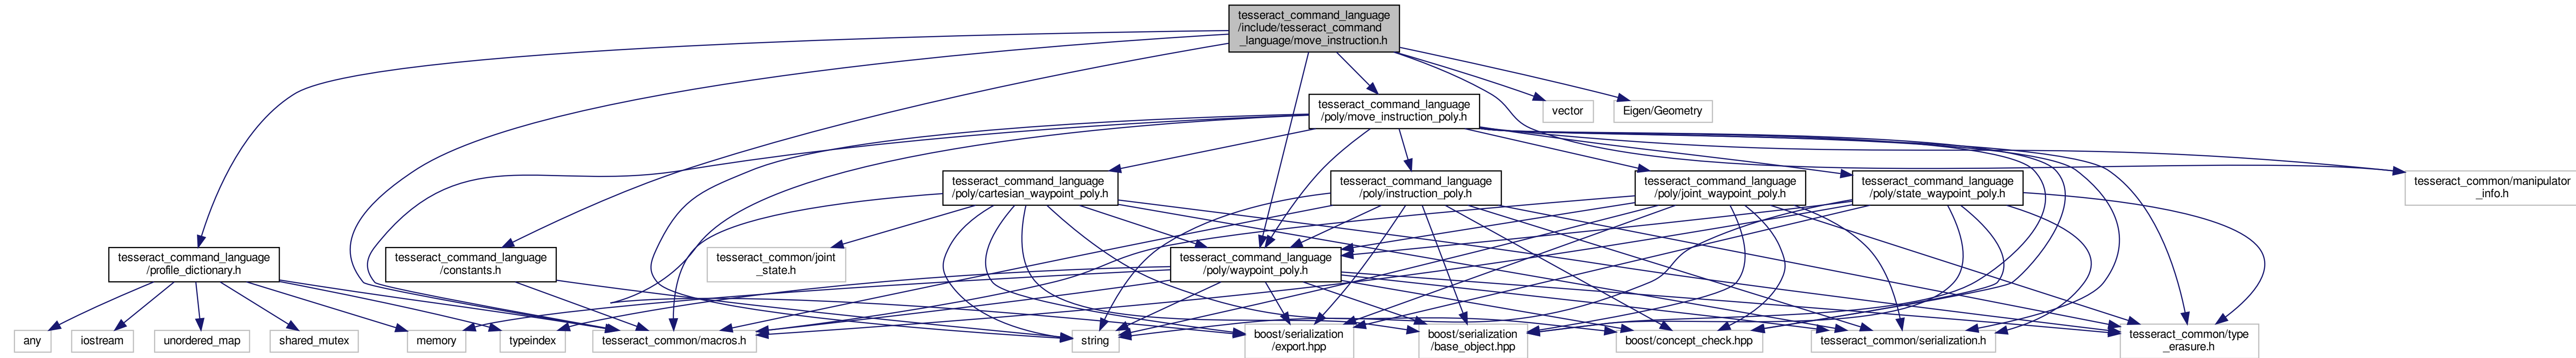 tesseract_command_language
/include/tesseract_command
_language/move_instruction.h
tesseract_command_language
/poly/move_instruction_poly.h
vector
Eigen/Geometry
tesseract_command_language
/poly/cartesian_waypoint_poly.h
tesseract_command_language
/poly/instruction_poly.h
tesseract_command_language
/poly/joint_waypoint_poly.h
tesseract_command_language
/poly/state_waypoint_poly.h
tesseract_common/manipulator
_info.h
tesseract_command_language
/profile_dictionary.h
tesseract_command_language
/constants.h
tesseract_common/joint
_state.h
tesseract_command_language
/poly/waypoint_poly.h
any
iostream
unordered_map
shared_mutex
memory
typeindex
tesseract_common/macros.h
string
boost/serialization
/export.hpp
boost/serialization
/base_object.hpp
boost/concept_check.hpp
tesseract_common/serialization.h
tesseract_common/type
_erasure.h